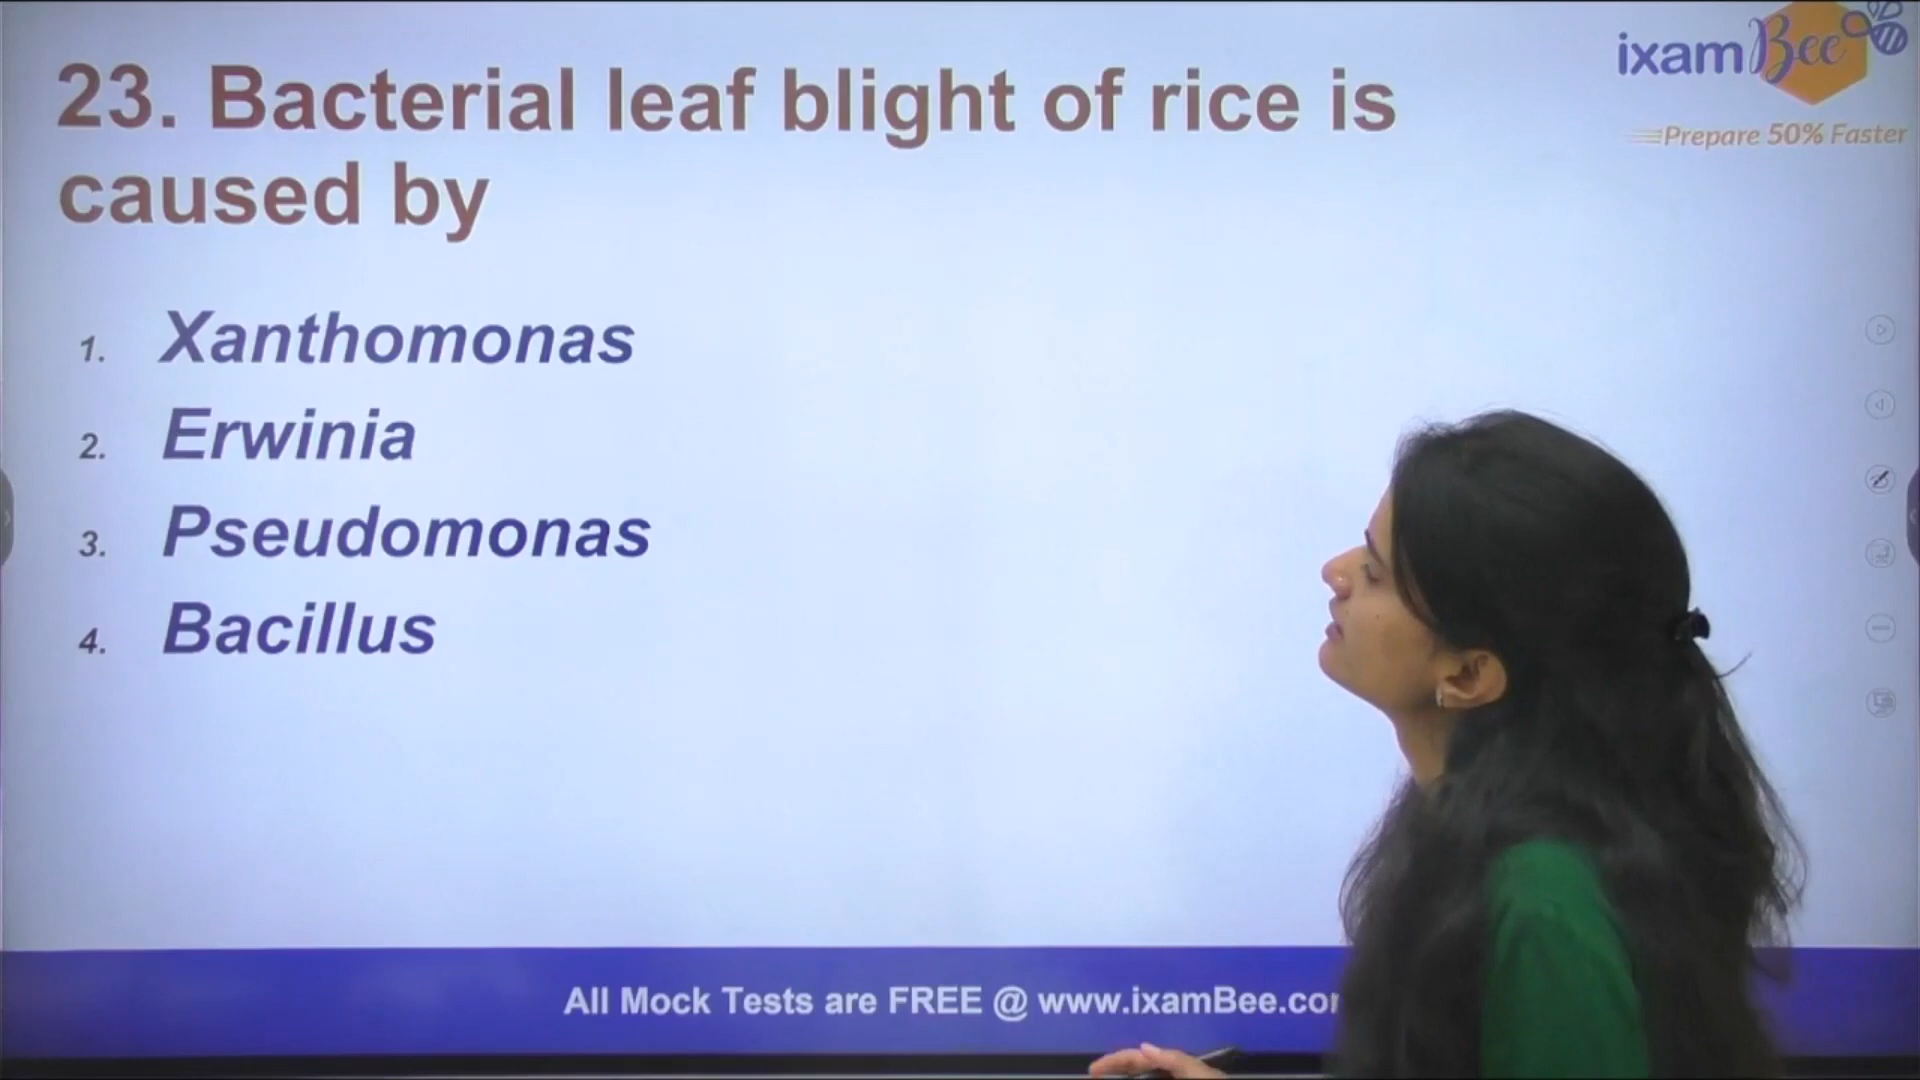 ixamBee
Prepare 50% Faster
23. Bacterial leaf blight of rice is
caused by
1. Xanthomonas
2. Erwinia
3. Pseudomonas
4. Bacillus
All Mock Tests are FREE @ www.ixamBee.com